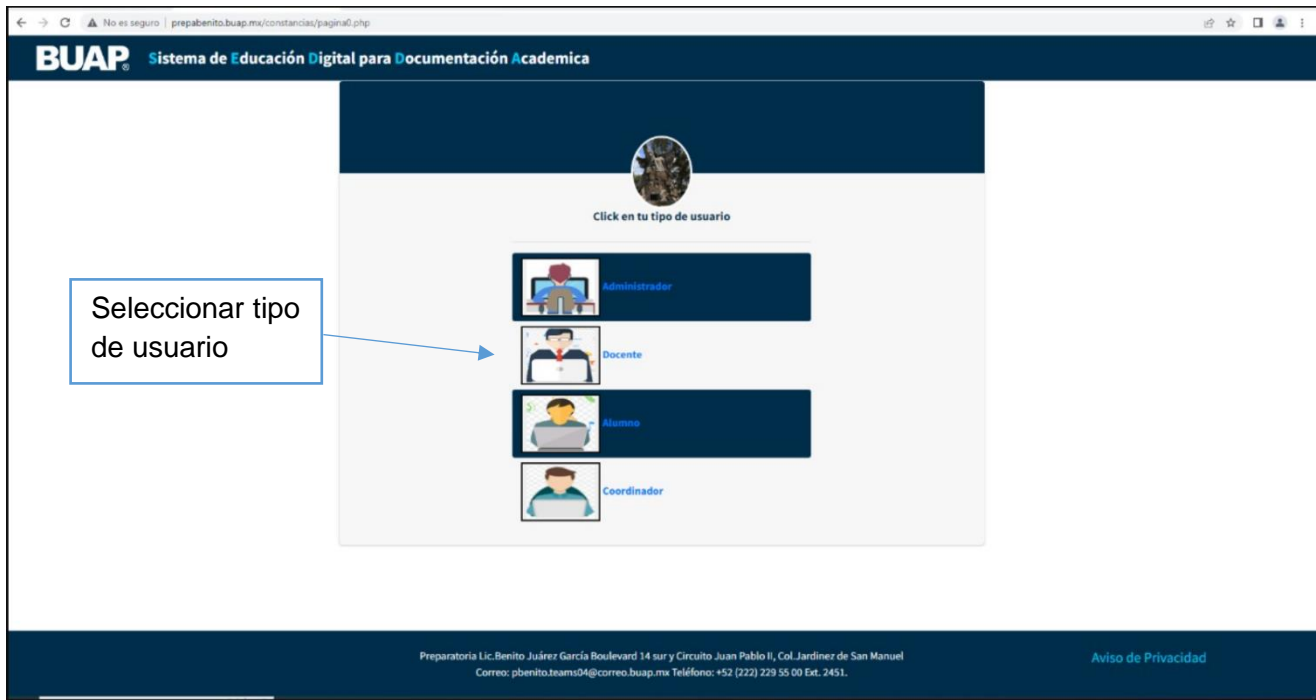 No es seguro | prepabenito.buap.mx/constancias/pagina0.php
BUAP® Sistema de Educación Digital para Documentación Academica
Click en tu tipo de usuario
Administrador
Seleccionar tipo
de usuario
Docente
Alumno
Coordinador
Preparatoria Lic.Benito Juárez García Boulevard 14 sur y Circuito Juan Pablo II, Col.Jardinez de San Manuel
Correo: pbenito.teams04@correo.buap.mx Teléfono: +52 (222) 229 55 00 Ext. 2451.
Aviso de Privacidad